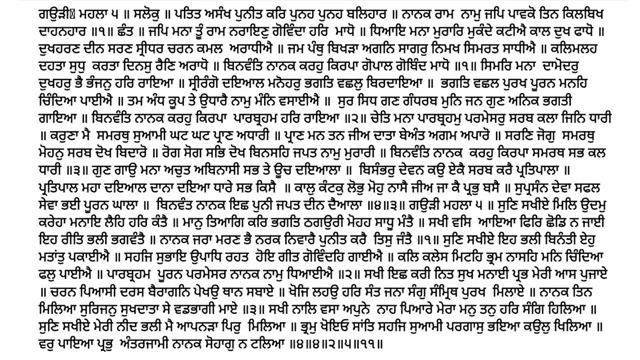 ਗਉੜੀ ਮਹਲਾ ੫ ॥ ਸਲੋਕੁ ॥ ਪਤਿਤ ਅਸੰਖ ਪੁਨੀਤ ਕਰਿ ਪੁਨਹ ਪੁਨਹ ਬਲਿਹਾਰ ॥ ਨਾਨਕ ਰਾਮ ਨਾਮੁ ਜਪਿ ਪਾਵਕੋ ਤਿਨ ਕਿਲਬਿਖ
ਦਾਹਨਹਾਰ ॥੧॥ ਛੰਤ ॥ ਜਪਿ ਮਨਾ ਤੂੰ ਰਾਮ ਨਰਾਇਣੁ ਗੋਵਿੰਦਾ ਹਰਿ ਮਾਧੋ ॥ ਧਿਆਇ ਮਨਾ ਮੁਰਾਰਿ ਮੁਕੰਦੇ ਕਟੀਐ ਕਾਲ ਦੁਖ ਫਾਧੋ ॥
ਦੁਖਹਰਣ ਦੀਨ ਸਰਣ ਸ੍ਰੀਧਰ ਚਰਨ ਕਮਲ ਅਰਾਧੀਐ ॥ ਜਮ ਪੰਥੁ ਬਿਖੜਾ ਅਗਨਿ ਸਾਗਰੁ ਨਿਮਖ ਸਿਮਰਤ ਸਾਧੀਐ ॥ ਕਲਿਮਲਹ
ਦਹਤਾ ਸੁਧੁ ਕਰਤਾ ਦਿਨਸੁ ਰੈਣਿ ਅਰਾਧੋ ॥ ਬਿਨਵੰਤਿ ਨਾਨਕ ਕਰਹੁ ਕਿਰਪਾ ਗੋਪਾਲ ਗੋਬਿੰਦ ਮਾਧੋ ॥੧॥ ਸਿਮਰਿ ਮਨਾ ਦਾਮੋਦਰੁ
ਦੁਖਹਰੁ ਭੈ ਭੰਜਨੁ ਹਰਿ ਰਾਇਆ ॥ ਸ੍ਰੀਰੰਗੋ ਦਇਆਲ ਮਨੋਹਰੁ ਭਗਤਿ ਵਛਲੁ ਬਿਰਦਾਇਆ ॥ ਭਗਤਿ ਵਛਲ ਪੁਰਖ ਪੂਰਨ ਮਨਹਿ
ਚਿੰਦਿਆ ਪਾਈਐ ॥ ਤਮ ਅੰਧ ਕੂਪ ਤੇ ਉਧਾਰੈ ਨਾਮੁ ਮੰਨਿ ਵਸਾਈਐ ॥ ਸੁਰ ਸਿਧ ਗਣ ਗੰਧਰਬ ਮੁਨਿ ਜਨ ਗੁਣ ਅਨਿਕ ਭਗਤੀ
ਗਾਇਆ ॥ ਬਿਨਵੰਤਿ ਨਾਨਕ ਕਰਹੁ ਕਿਰਪਾ ਪਾਰਬ੍ਰਹਮ ਹਰਿ ਰਾਇਆ ॥੨॥ ਚੇਤਿ ਮਨਾ ਪਾਰਬ੍ਰਹਮੁ ਪਰਮੇਸਰੁ ਸਰਬ ਕਲਾ ਜਿਨਿ ਧਾਰੀ
॥ ਕਰੁਣਾ ਮੈ ਸਮਰਥੁ ਸੁਆਮੀ ਘਟ ਘਟ ਪ੍ਰਾਣ ਅਧਾਰੀ ॥ ਪ੍ਰਾਣ ਮਨ ਤਨ ਜੀਅ ਦਾਤਾ ਬੇਅੰਤ ਅਗਮ ਅਪਾਰੋ ॥ ਸਰਣਿ ਜੋਗੁ ਸਮਰਥੁ
ਮੋਹਨੁ ਸਰਬ ਦੋਖ ਬਿਦਾਰੋ ॥ ਰੋਗ ਸੋਗ ਸਭਿ ਦੋਖ ਬਿਨਸਹਿ ਜਪਤ ਨਾਮੁ ਮੁਰਾਰੀ ॥ ਬਿਨਵੰਤਿ ਨਾਨਕ ਕਰਹੁ ਕਿਰਪਾ ਸਮਰਥ ਸਭ ਕਲ
ਧਾਰੀ ॥੩॥ ਗੁਣ ਗਾਉ ਮਨਾ ਅਚੁਤ ਅਬਿਨਾਸੀ ਸਭ ਤੇ ਊਚ ਦਇਆਲਾ ॥ ਬਿਸੰਭਰੁ ਦੇਵਨ ਕਉ ਏਕੈ ਸਰਬ ਕਰੈ ਪ੍ਰਤਿਪਾਲਾ ॥
ਪ੍ਰਤਿਪਾਲ ਮਹਾ ਦਇਆਲ ਦਾਨਾ ਦਇਆ ਧਾਰੇ ਸਭ ਕਿਸੈ ॥ ਕਾਲੁ ਕੰਟਕੁ ਲੋਭੁ ਮੋਹੁ ਨਾਸੈ ਜੀਅ ਜਾ ਕੈ ਪ੍ਰਭੁ ਬਸੈ ॥ ਸੁਪ੍ਰਸੰਨ ਦੇਵਾ ਸਫਲ
ਸੇਵਾ ਭਈ ਪੂਰਨ ਘਾਲਾ ॥ ਬਿਨਵੰਤ ਨਾਨਕ ਇਛ ਪੁਨੀ ਜਪਤ ਦੀਨ ਦੈਆਲਾ ॥੪॥੩॥ ਗਉੜੀ ਮਹਲਾ ੫ ॥ ਸੁਣਿ ਸਖੀਏ ਮਿਲਿ ਉਦਮੁ
ਕਰੇਹਾ ਮਨਾਇ ਲੈਹਿ ਹਰਿ ਕੰਤੈ ॥ ਮਾਨੁ ਤਿਆਗਿ ਕਰਿ ਭਗਤਿ ਠਗਉਰੀ ਮੋਹਹ ਸਾਧੂ ਮੰਤੈ ॥ ਸਖੀ ਵਸਿ ਆਇਆ ਫਿਰਿ ਛੋਡਿ ਨ ਜਾਈ
ਇਹ ਰੀਤਿ ਭਲੀ ਭਗਵੰਤੈ ॥ ਨਾਨਕ ਜਰਾ ਮਰਣ ਭੈ ਨਰਕ ਨਿਵਾਰੈ ਪੁਨੀਤ ਕਰੈ ਤਿਸੁ ਜੰਤੈ ॥੧॥ ਸੁਣਿ ਸਖੀਏ ਇਹ ਭਲੀ ਬਿਨੰਤੀ ਏਹੁ
ਮਤਾਂਤੁ ਪਕਾਈਐ ॥ ਸਹਜਿ ਸੁਭਾਇ ਉਪਾਧਿ ਰਹਤ ਹੋਇ ਗੀਤ ਗੋਵਿੰਦਹਿ ਗਾਈਐ ॥ ਕਲਿ ਕਲੇਸ ਮਿਟਹਿ ਭ੍ਰਮ ਨਾਸਹਿ ਮਨਿ ਚਿੰਦਿਆ
ਫਲੁ ਪਾਈਐ ॥ ਪਾਰਬ੍ਰਹਮ ਪੂਰਨ ਪਰਮੇਸਰ ਨਾਨਕ ਨਾਮੁ ਧਿਆਈਐ ॥੨॥ ਸਖੀ ਇਛ ਕਰੀ ਨਿਤ ਸੁਖ ਮਨਾਈ ਪ੍ਰਭ ਮੇਰੀ ਆਸ ਪੁਜਾਏ
॥ ਚਰਨ ਪਿਆਸੀ ਦਰਸ ਬੈਰਾਗਨਿ ਪੇਖਉ ਥਾਨ ਸਬਾਏ ॥ ਖੋਜਿ ਲਹਉ ਹਰਿ ਸੰਤ ਜਨਾ ਸੰਗੁ ਸੰਮ੍ਰਿਥ ਪੁਰਖ ਮਿਲਾਏ ॥ ਨਾਨਕ ਤਿਨ
ਮਿਲਿਆ ਸੁਰਿਜਨੁ ਸੁਖਦਾਤਾ ਸੇ ਵਡਭਾਗੀ ਮਾਏ ॥੩॥ ਸਖੀ ਨਾਲਿ ਵਸਾ ਅਪੁਨੇ ਨਾਹ ਪਿਆਰੇ ਮੇਰਾ ਮਨੁ ਤਨੁ ਹਰਿ ਸੰਗਿ ਹਿਲਿਆ ॥
ਸੁਣਿ ਸਖੀਏ ਮੇਰੀ ਨੀਦ ਭਲੀ ਮੈ ਆਪਨੜਾ ਪਿਰੁ ਮਿਲਿਆ ॥ ਭ੍ਰਮੁ ਖੋਇਓ ਸਾਂਤਿ ਸਹਜਿ ਸੁਆਮੀ ਪਰਗਾਸੁ ਭਇਆ ਕਉਲੁ ਖਿਲਿਆ ॥
ਵਰੁ ਪਾਇਆ ਪ੍ਰਭੁ ਅੰਤਰਜਾਮੀ ਨਾਨਕ ਸੋਹਾਗੁ ਨ ਟਲਿਆ ॥੪॥੪॥੨॥੫॥੧੧॥